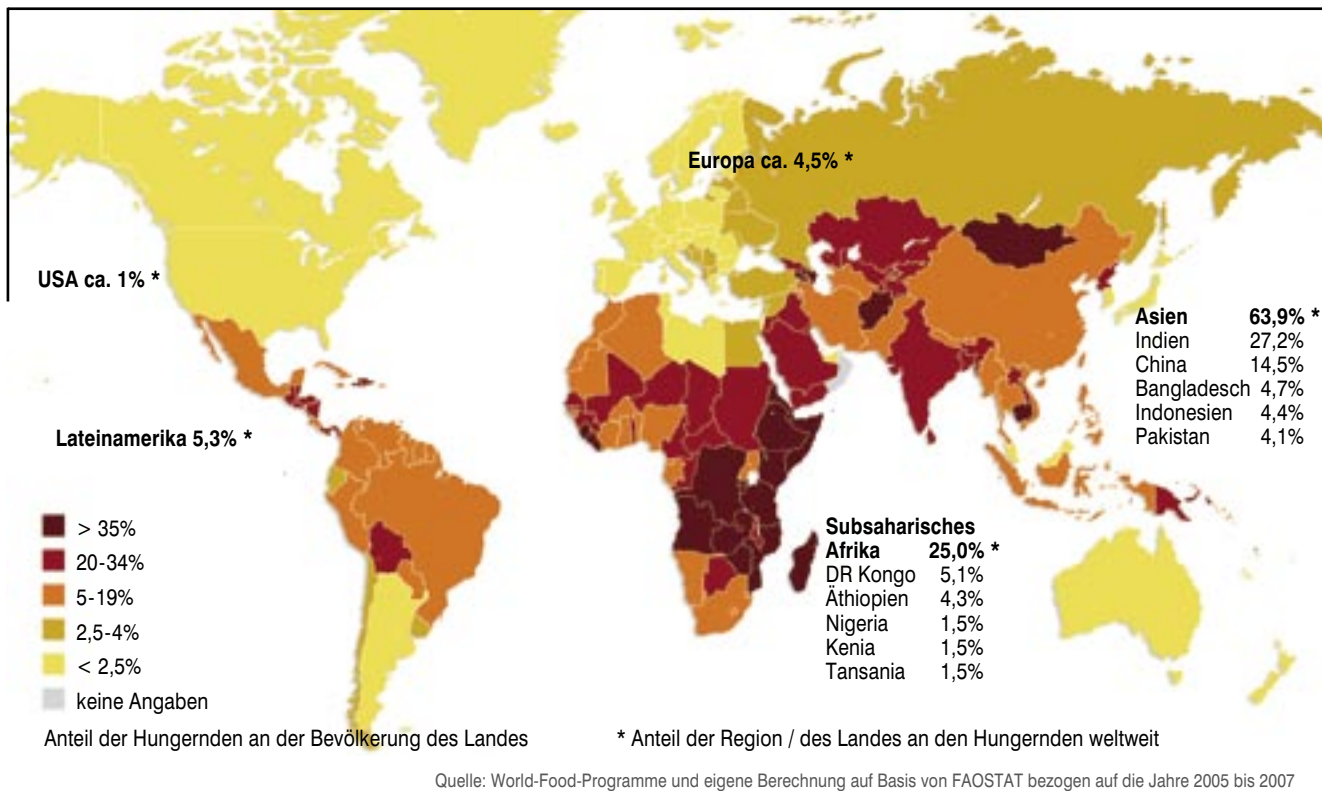 Europa ca. 4,5% *
USA ca. 1% *
Asien 63,9% *
Indien 27,2%
China 14,5%
Bangladesch 4,7%
Indonesien 4,4%
Pakistan 4,1%
Lateinamerika 5,3% *
> 35%
20-34%
5-19%
2,5-4%
< 2,5%
keine Angaben
Subsaharisches
Afrika 25,0% *
DR Kongo 5,1%
Äthiopien 4,3%
Nigeria 1,5%
Kenia 1,5%
Tansania 1,5%
Anteil der Hungernden an der Bevölkerung des Landes
* Anteil der Region / des Landes an den Hungernden weltweit
Quelle: World-Food-Programme und eigene Berechnung auf Basis von FAOSTAT bezogen auf die Jahre 2005 bis 2007